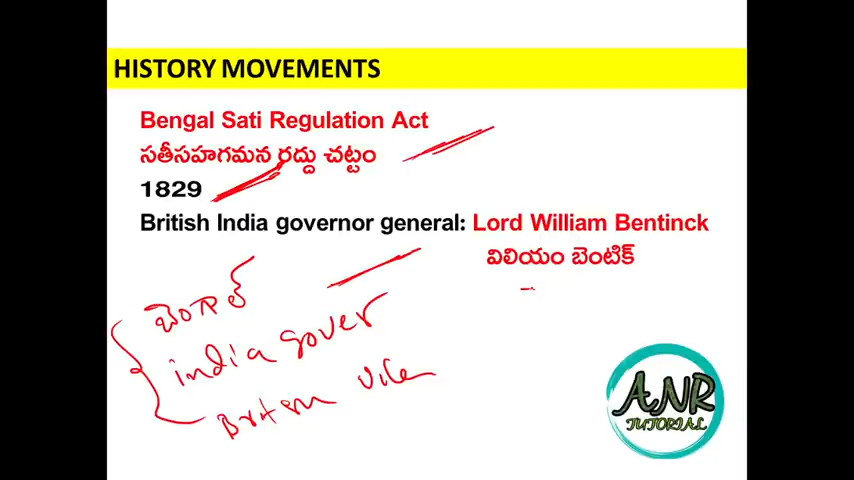 HISTORY MOVEMENTS
Bengal Sati Regulation Act
సతీసహగమన రద్దు చట్టం
1829
British India governor general: Lord William Bentinck
విలియం బెంటిక్
బెంగాల్
india gover
British
ANR
TUTORIAL